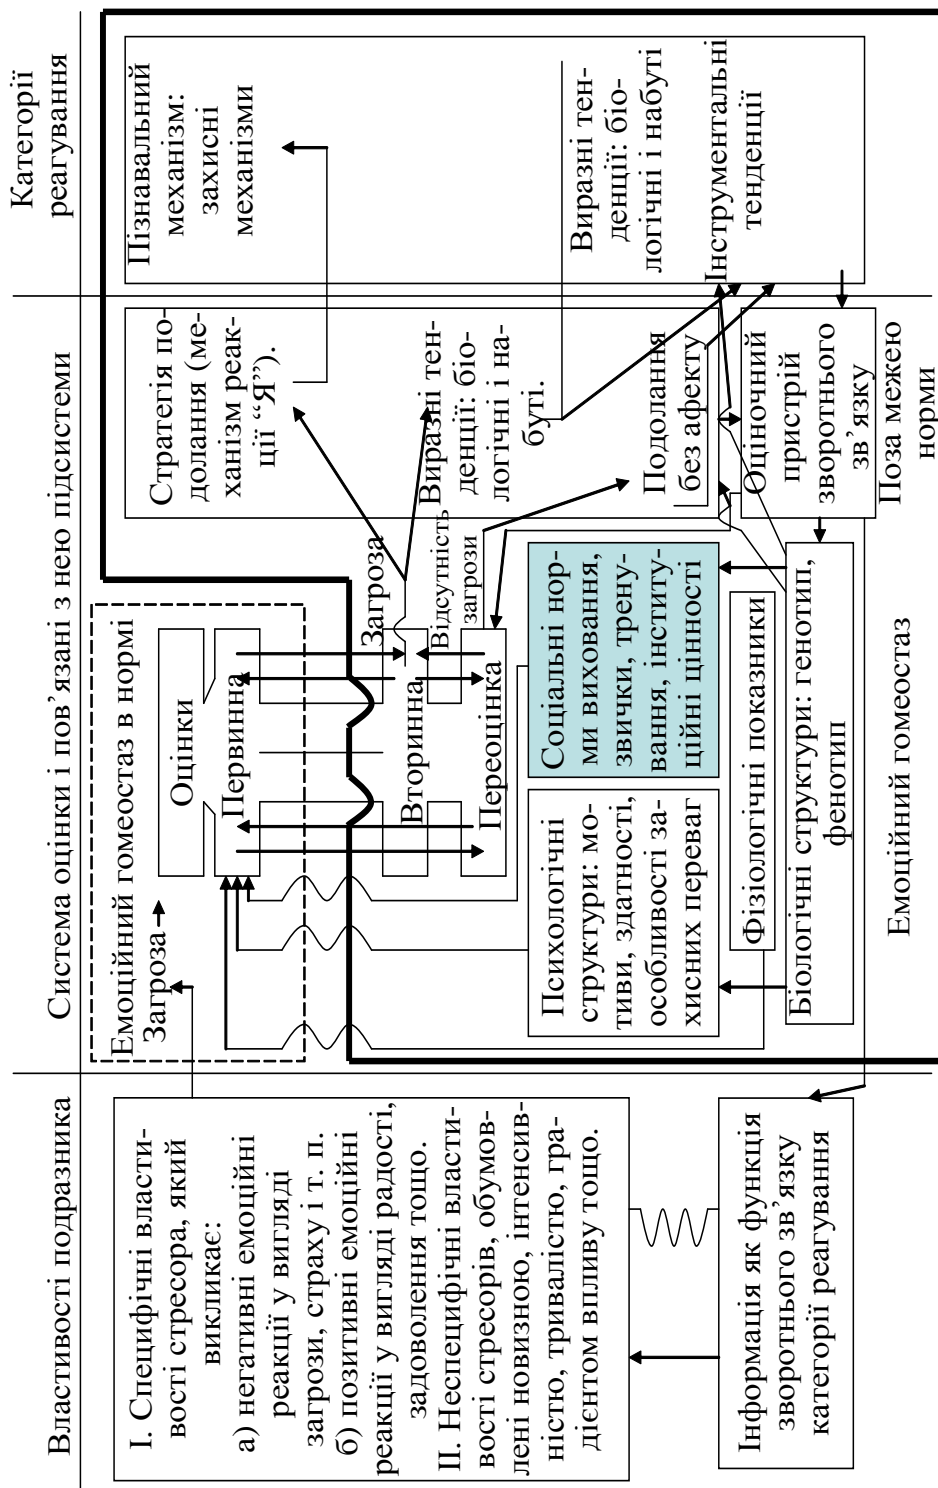 Властивості подразника
Система оцінки і пов’язані з нею підсистеми
Категорії
реагування
I. Специфічні власти-
вості стресора, який
викликає:
а) негативні емоційні
реакції у вигляді
загрози, страху і т. п.
б) позитивні емоційні
реакції у вигляді радості,
задоволення тощо.
II. Неспецифічні власти-
вості стресорів, обумов-
лені новизною, інтенсив-
ністю, тривалістю, гра-
дієнтом впливу тощо.
Інформація як функція
зворотнього зв’язку
категорії реагування
Емоційний гомеостаз в нормі
Загроза
Оцінки
Первинна
Вторинна
Переоцінка
Загроза
Відсутність
загрози
Психологічні
структури: мо-
тиви, здатності,
особливості за-
хисних переваг
Соціальні нор-
ми виховання,
звички, трену-
вання, інститу-
ційні цінності
Фізіологічні показники
Біологічні структури: генотип,
фенотип
Емоційний гомеостаз
Стратегія по-
долання (ме-
ханізм реак-
ції “Я”).
Виразні тен-
денції: біо-
логічні і на-
буті.
Подолання
без афекту
Оціночний
пристрій
зворотнього
зв’язку
Поза межею
норми
Пізнавальний
механізм:
захисні
механізми
Виразні тен-
денції: біо-
логічні і набуті
Інструментальні
тенденції